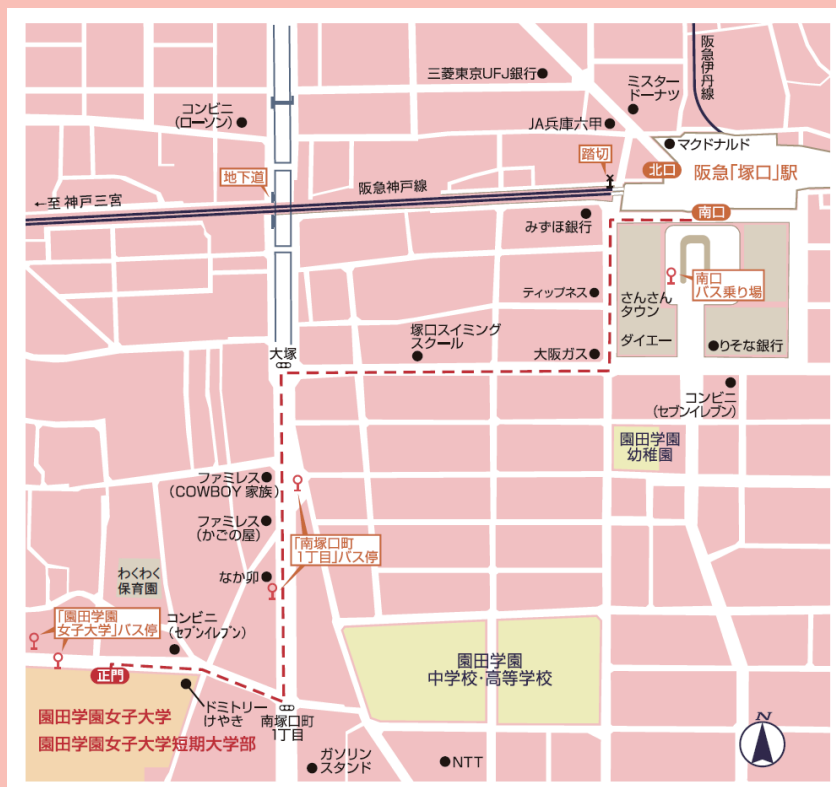 三菱東京UFJ銀行
ミスター
ドーナツ
阪急伊丹線
コンビニ
(ローソン)
JA兵庫六甲
マクドナルド
踏切
北口
阪急「塚口」駅
地下道
阪急神戸線
←至 神戸三宮
南口
みずほ銀行
南口
バス乗り場
ティップネス
さんさん
タウン
塚口スイミング
スクール
大阪ガス
ダイエー
りそな銀行
大塚
コンビニ
(セブンイレブン)
園田学園
幼稚園
ファミレス
(COWBOY 家族)
ファミレス
(かごの屋)
「南塚口町
1丁目」バス停
なか卯
わくわく
保育園
「園田学園
女子大学」バス停
コンビニ
(セブンイレブン)
正門
園田学園
中学校・高等学校
ドミトリー
けやき
南塚口町
1丁目
園田学園女子大学
園田学園女子大学短期大学部
ガソリン
スタンド
NTT
N